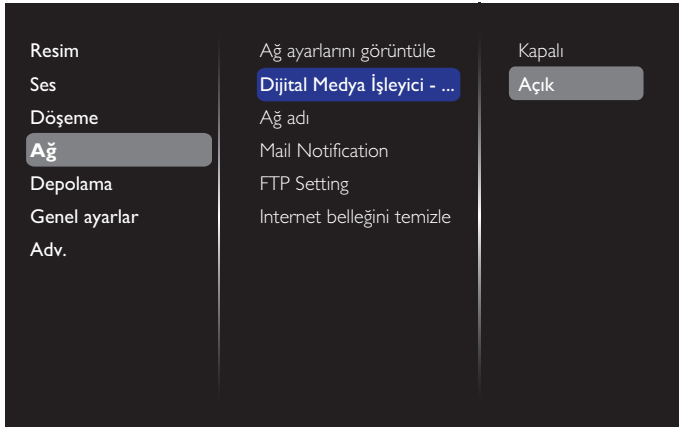 Resim
Ses
Döşeme
Ağ
Depolama
Genel ayarlar
Adv.
Ağ ayarlarını görüntüle
Dijital Medya İşleyici - ...
Ağ adı
Mail Notification
FTP Setting
Internet belleğini temizle
Kapalı
Açık